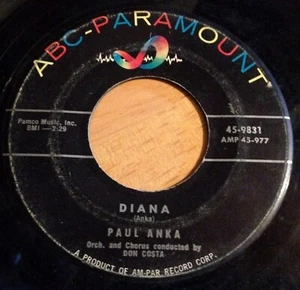 ABC-PARAMOUNT
Pamco Music, Inc.
BMI - 2:29
45-9831
AMP 45-977
DIANA
(Anka)
PAUL ANKA
Orch. and Chorus conducted by
DON COSTA
A PRODUCT OF AM-PAR RECORD CORP.